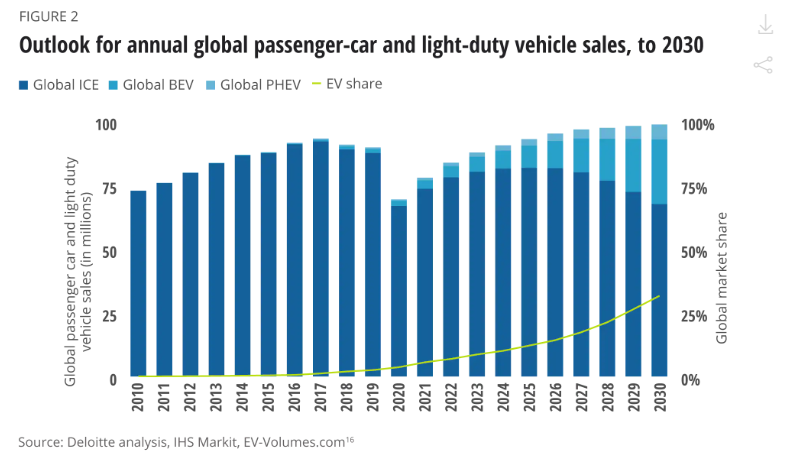 FIGURE 2
Outlook for annual global passenger-car and light-duty vehicle sales, to 2030
Global ICE Global BEV Global PHEV EV share
Global passenger car and light duty
vehicle sales (in millions)
100
75
50
25
0
100%
75%
50%
25%
0%
Global market share
2010 2011 2012 2013 2014 2015 2016 2017 2018 2019 2020 2021 2022 2023 2024 2025 2026 2027 2028 2029 2030
Source: Deloitte analysis, IHS Markit, EV-Volumes.com¹⁶